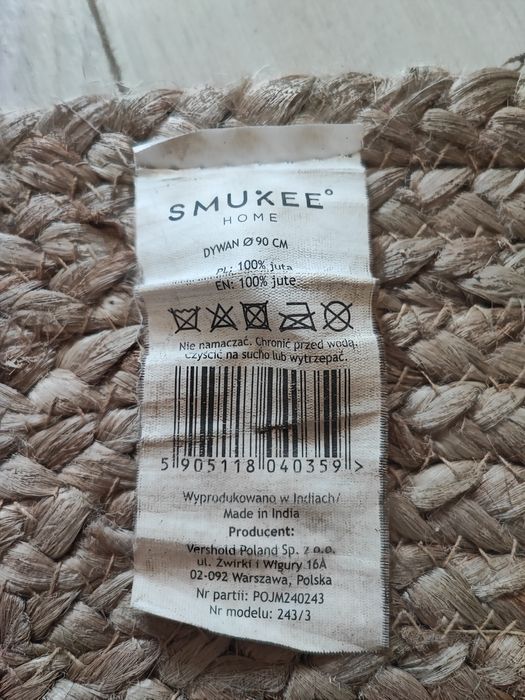 SMUKEE°
HOME
DYWAN Ø 90 CM
PL: 100% juta
EN: 100% jute
Nie namaczać. Chronić przed wodą.
Czyścić na sucho lub wytrzepać.
5 905118 040359 >
Wyprodukowano w Indiach/
Made in India
Producent:
Vershold Poland Sp. z o.o.
ul. Żwirki i Wigury 16A
02-092 Warszawa, Polska
Nr partii: POJM240243
Nr modelu: 243/3